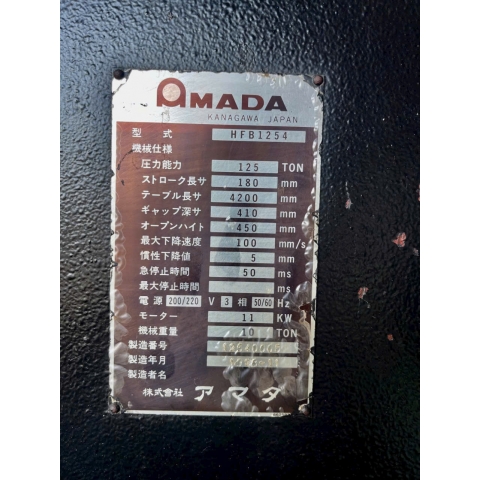 AMADA
KANAGAWA JAPAN
型式 HFB1254
機械仕様
圧力能力 125 TON
ストローク長サ 180 mm
テーブル長サ 4200 mm
ギャップ深サ 410 mm
オープンハイト 450 mm
最大下降速度 100 mm/s
慣性下降値 5 mm
急停止時間 50 ms
最大停止時間 ms
電源 200/220 V 3 相 50/60 Hz
モーター 11 KW
機械重量 10 TON
製造番号
製造年月
製造者名
株式會社 アマダ